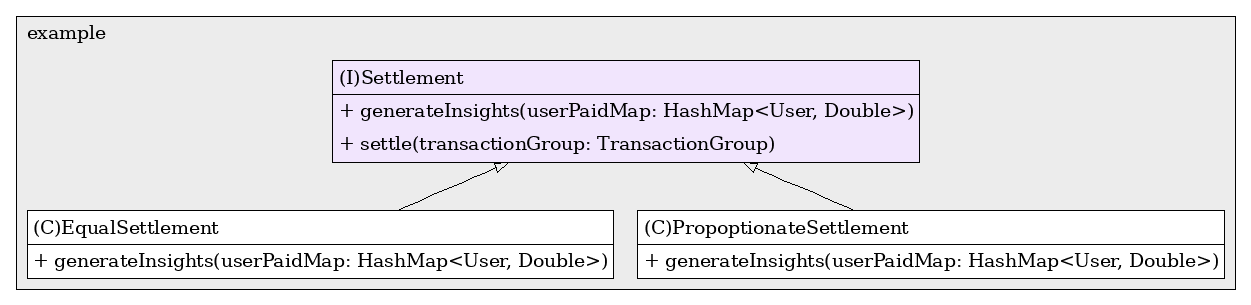 example
(I)Settlement
+ generateInsights(userPaidMap: HashMap<User, Double>)
+ settle(transactionGroup: TransactionGroup)
(C)EqualSettlement
+ generateInsights(userPaidMap: HashMap<User, Double>)
(C)PropoptionateSettlement
+ generateInsights(userPaidMap: HashMap<User, Double>)